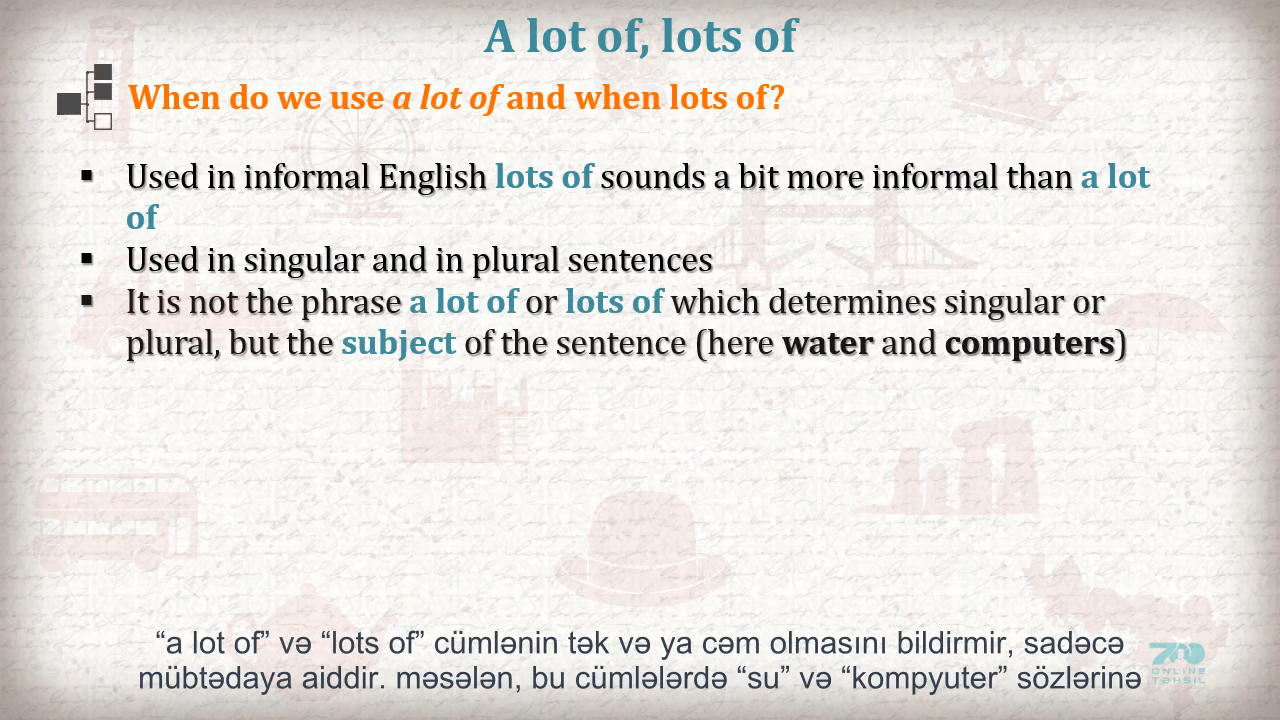 A lot of, lots of
When do we use a lot of and when lots of?
▪ Used in informal English lots of sounds a bit more informal than a lot
of
▪ Used in singular and in plural sentences
▪ It is not the phrase a lot of or lots of which determines singular or
plural, but the subject of the sentence (here water and computers)
“a lot of” və “lots of” cümlənin tək və ya cəm olmasını bildirmir, sadəcə
mübtədaya aiddir. məsələn, bu cümlələrdə “su” və “kompyuter” sözlərinə
ONLINE
TƏHSIL